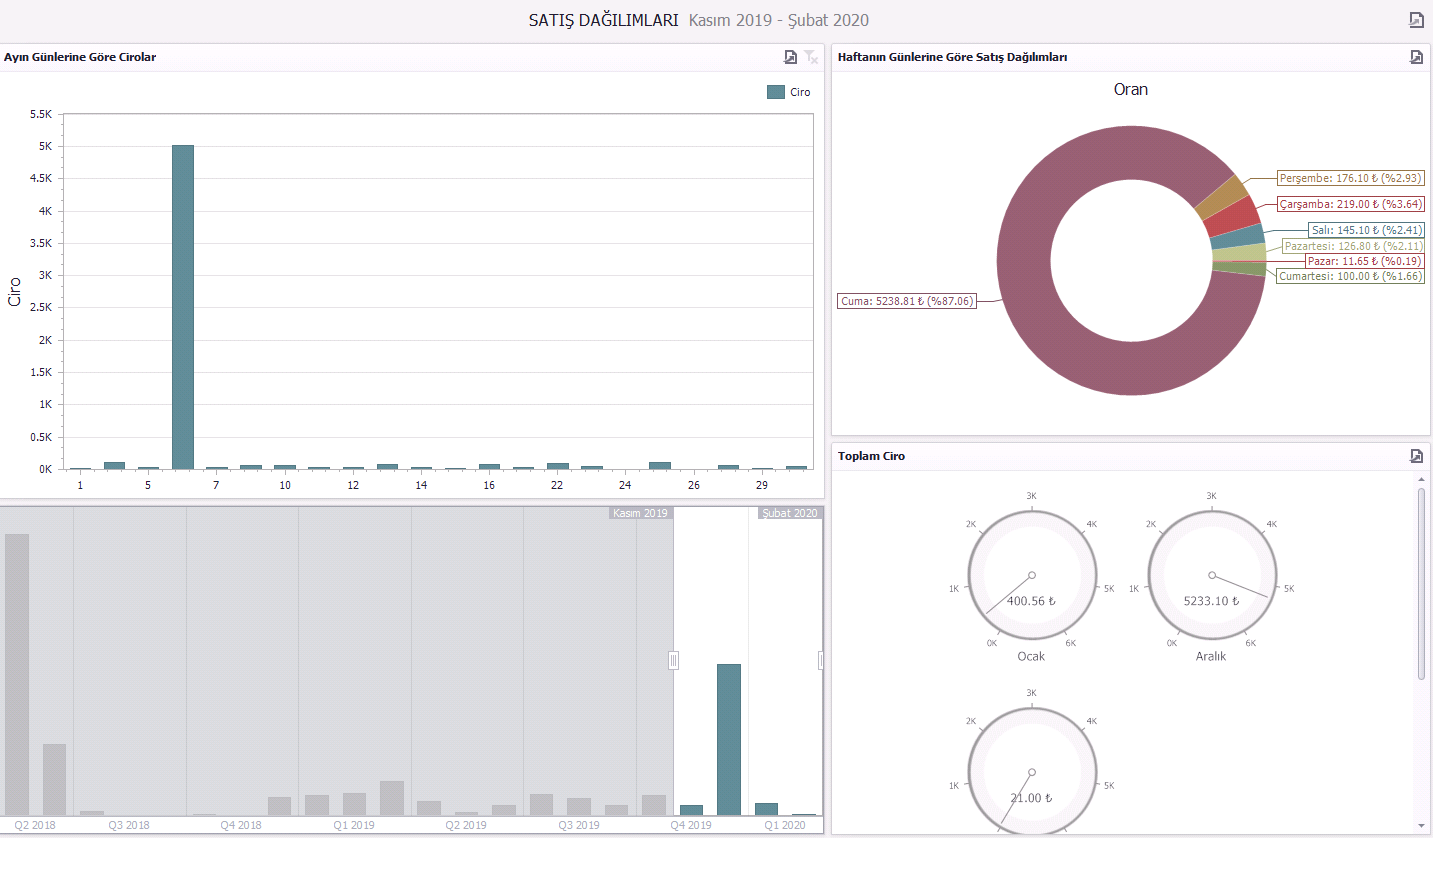 SATIŞ DAĞILIMLARI Kasım 2019 - Şubat 2020
Ayın Günlerine Göre Cirolar
Ciro
5.5K
5K
4.5K
4K
3.5K
3K
2.5K
2K
1.5K
1K
0.5K
0K
Ciro
1 5 7 10 12 14 16 22 24 26 29
Kasım 2019 Şubat 2020
Q2 2018 Q3 2018 Q4 2018 Q1 2019 Q2 2019 Q3 2019 Q4 2019 Q1 2020
Haftanın Günlerine Göre Satış Dağılımları
Oran
Perşembe: 176.10 ₺ (%2.93)
Çarşamba: 219.00 ₺ (%3.64)
Salı: 145.10 ₺ (%2.41)
Pazartesi: 126.80 ₺ (%2.11)
Pazar: 11.65 ₺ (%0.19)
Cumartesi: 100.00 ₺ (%1.66)
Cuma: 5238.81 ₺ (%87.06)
Toplam Ciro
0K 1K 2K 3K 4K 5K 6K
400.56 ₺
Ocak
0K 1K 2K 3K 4K 5K 6K
5233.10 ₺
Aralık
1K 2K 3K 4K 5K
21.00 ₺